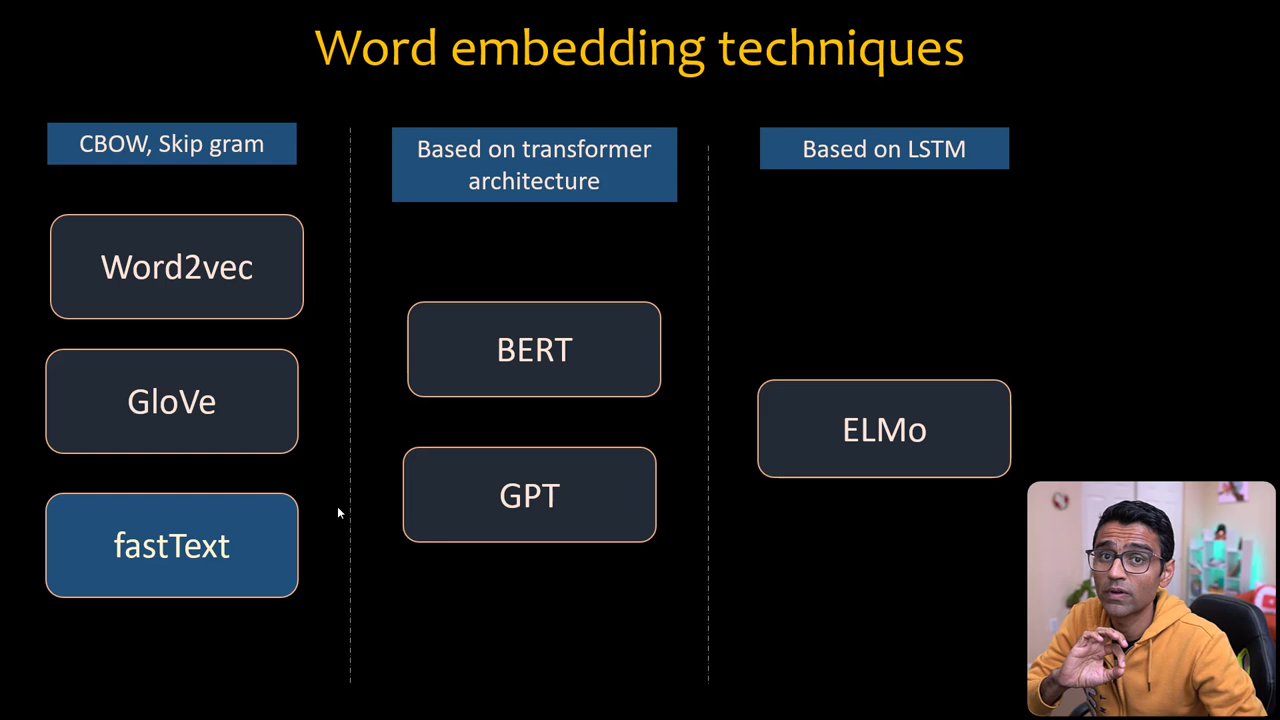 Word embedding techniques
CBOW, Skip gram
Word2vec
GloVe
fastText
Based on transformer
architecture
BERT
GPT
Based on LSTM
ELMo